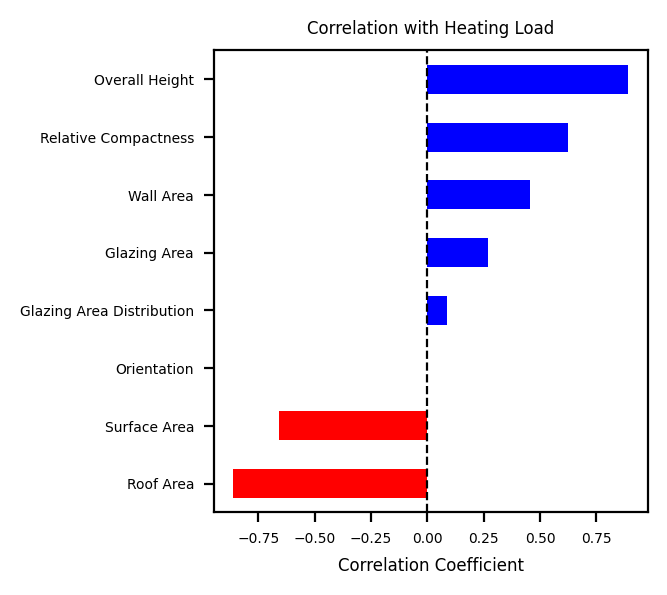 Correlation with Heating Load
Overall Height
Relative Compactness
Wall Area
Glazing Area
Glazing Area Distribution
Orientation
Surface Area
Roof Area
−0.75 −0.50 −0.25 0.00 0.25 0.50 0.75
Correlation Coefficient